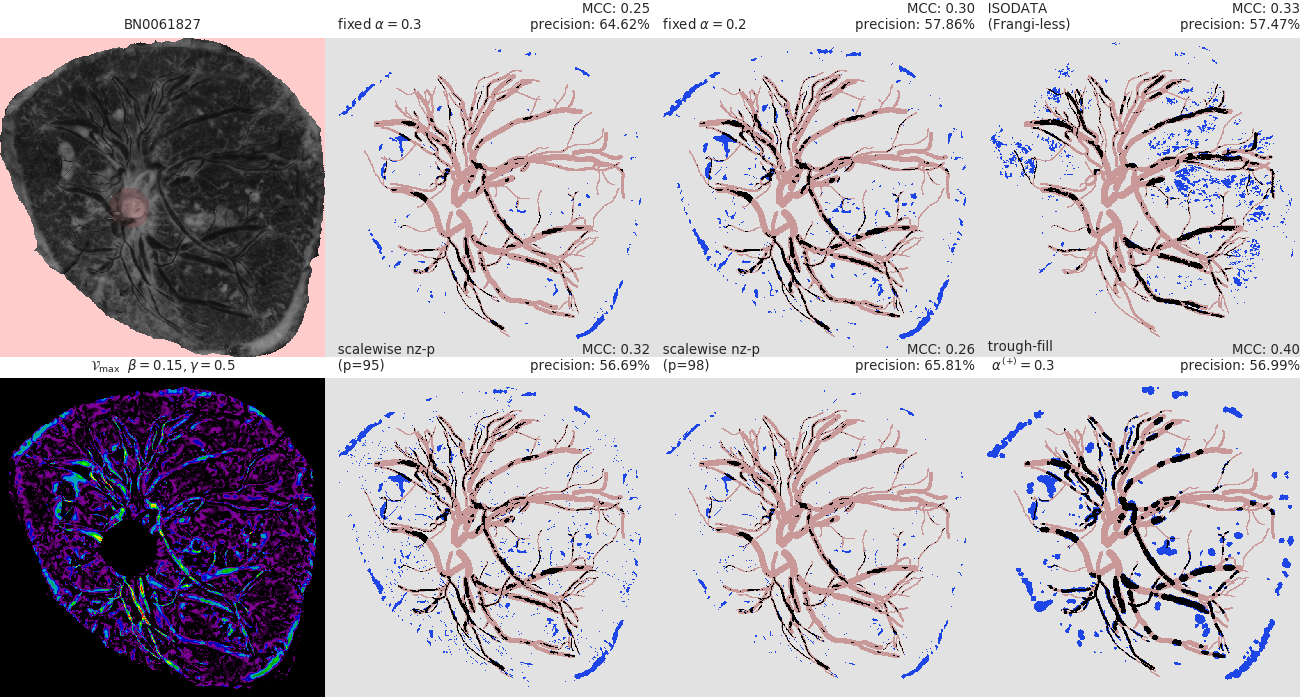 BN0061827
fixed α = 0.3
MCC: 0.25
precision: 64.62%
fixed α = 0.2
MCC: 0.30
precision: 57.86%
ISODATA
(Frangi-less)
MCC: 0.33
precision: 57.47%
𝒱max β = 0.15, γ = 0.5
scalewise nz-p
(p=95)
MCC: 0.32
precision: 56.69%
scalewise nz-p
(p=98)
MCC: 0.26
precision: 65.81%
trough-fill
α(+) = 0.3
MCC: 0.40
precision: 56.99%